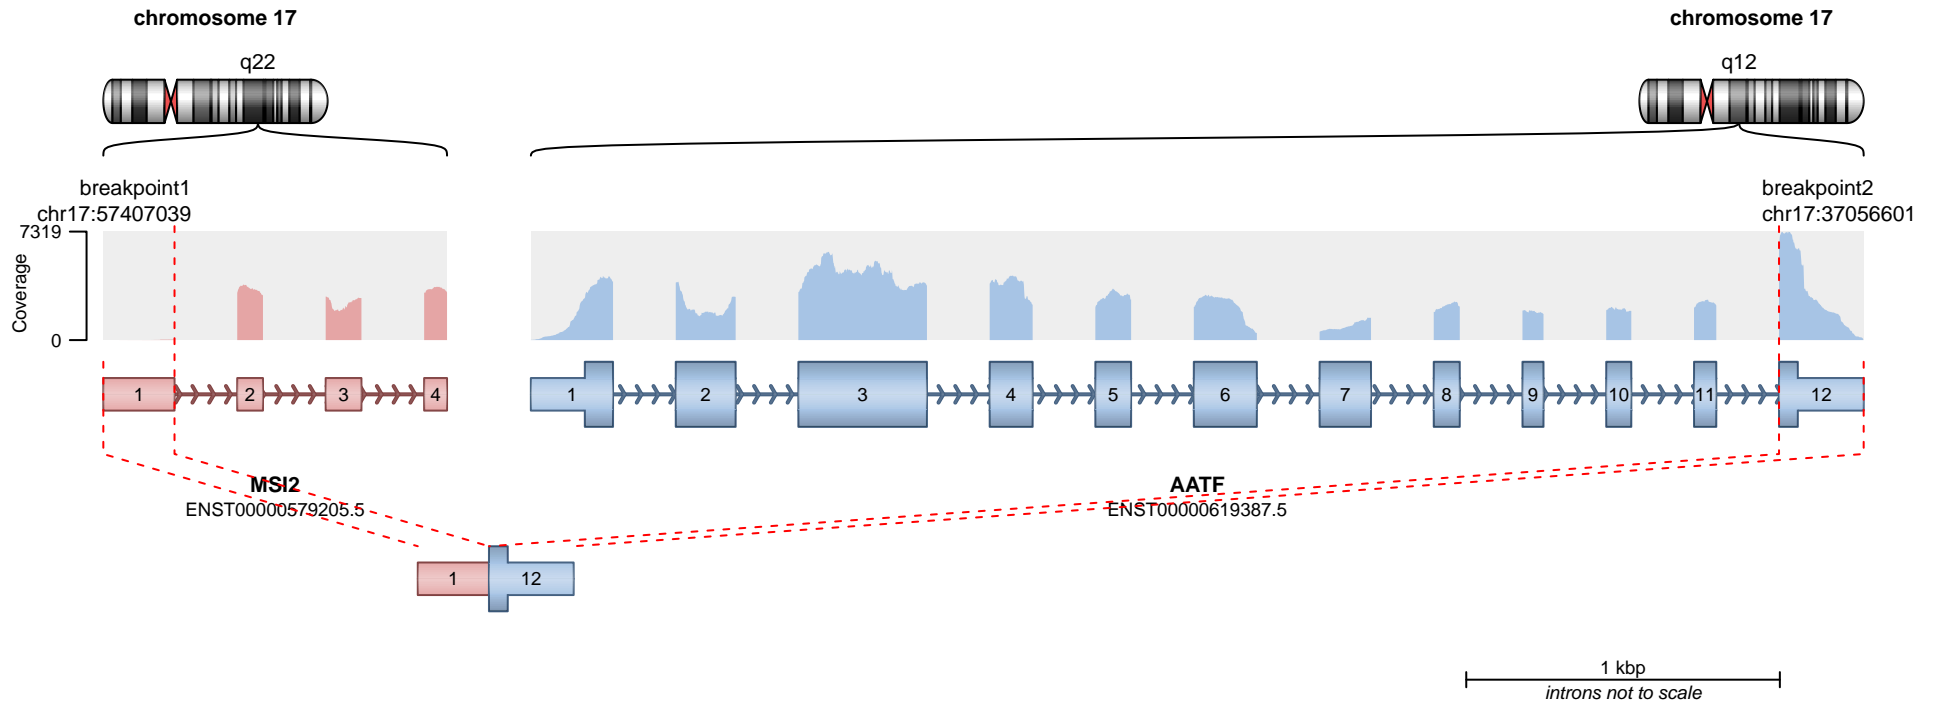 chromosome 17
chromosome 17
q22
q12
breakpoint1
chr17:57407039
breakpoint2
chr17:37056601
7319
Coverage
0
1 2 3 4
1 2 3 4 5 6 7 8 9 10 11 12
MSI2
ENST00000579205.5
AATF
ENST00000619387.5
1 12
1 kbp
introns not to scale